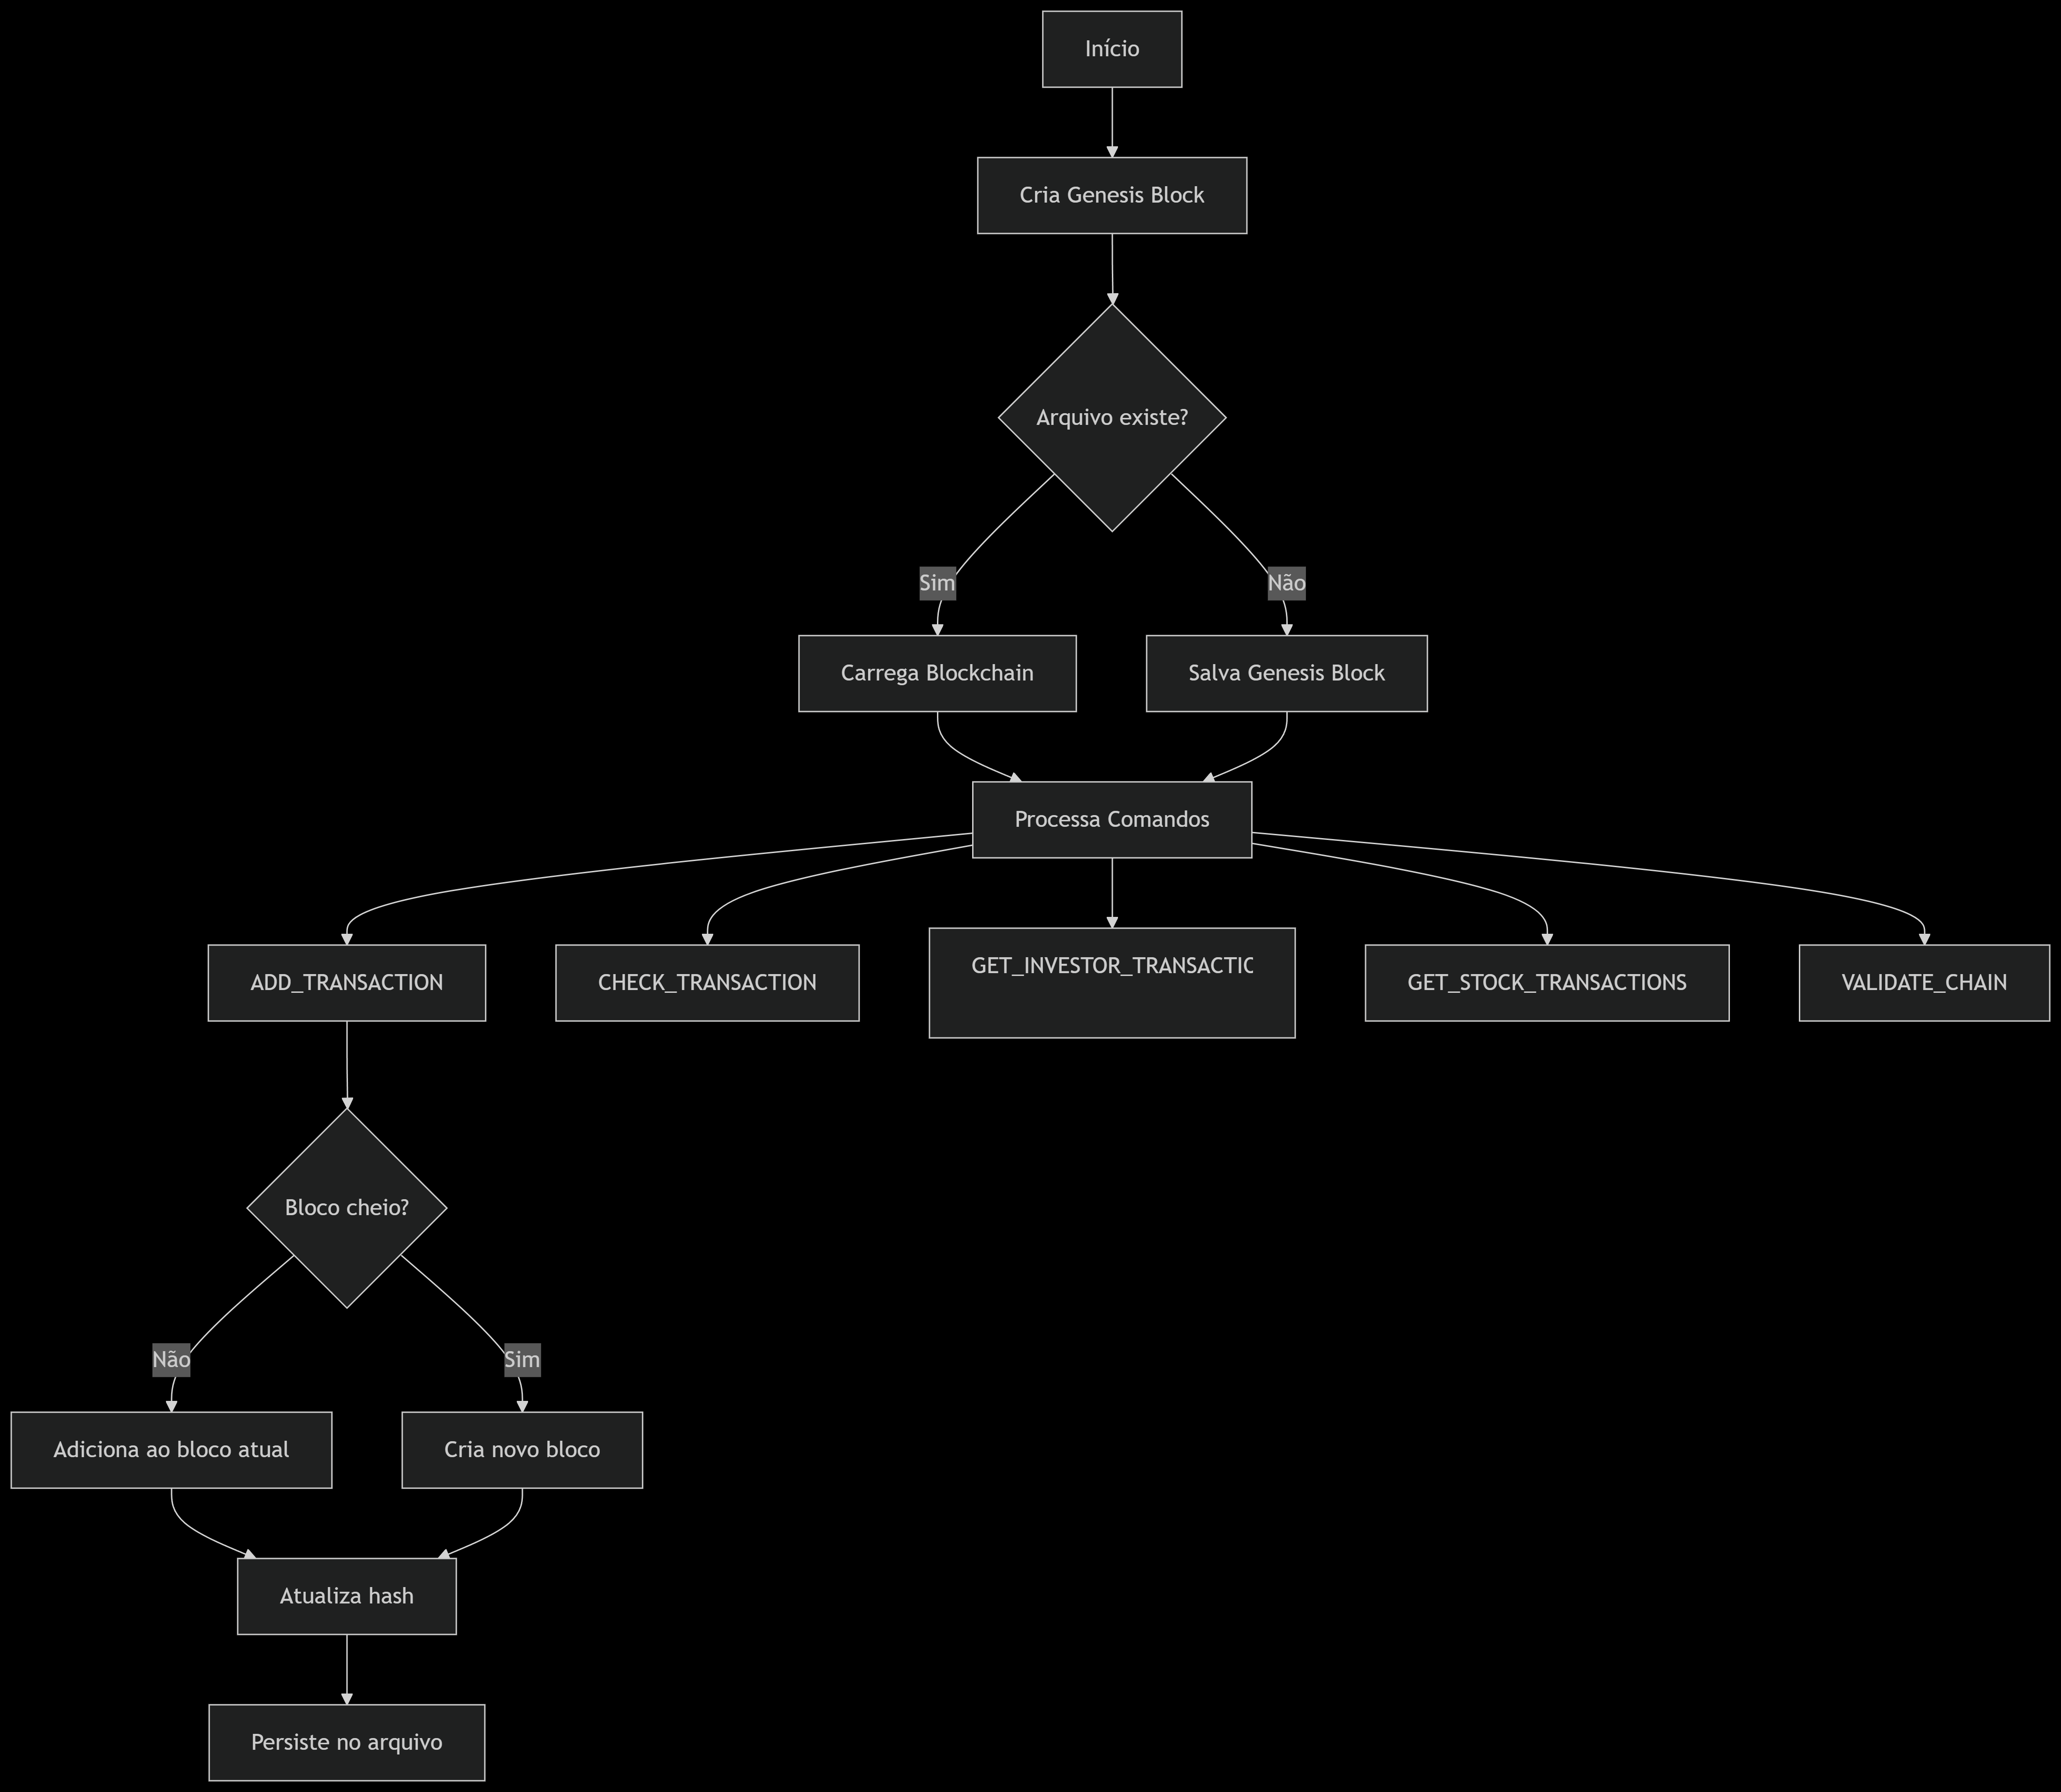 Início
Cria Genesis Block
Arquivo existe?
Sim
Não
Carrega Blockchain
Salva Genesis Block
Processa Comandos
ADD_TRANSACTION
CHECK_TRANSACTION
GET_INVESTOR_TRANSACTIC
GET_STOCK_TRANSACTIONS
VALIDATE_CHAIN
Bloco cheio?
Não
Sim
Adiciona ao bloco atual
Cria novo bloco
Atualiza hash
Persiste no arquivo